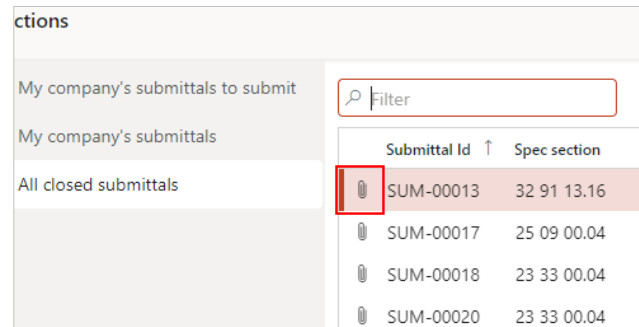 ctions
My company's submittals to submit
My company's submittals
All closed submittals
Filter
Submittal Id ↑ Spec section
SUM-00013 32 91 13.16
SUM-00017 25 09 00.04
SUM-00018 23 33 00.04
SUM-00020 23 33 00.04